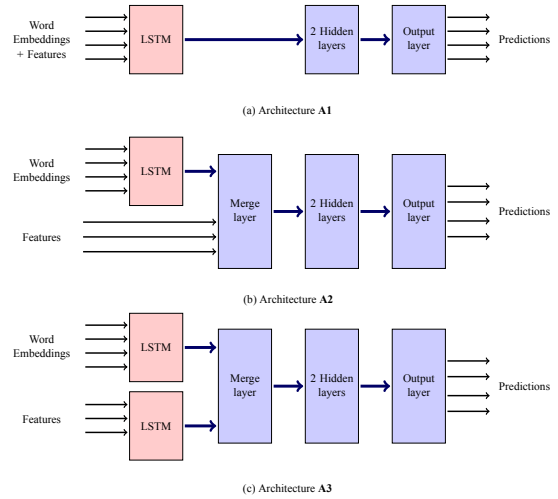 Word
Embeddings
+ Features
LSTM
2 Hidden
layers
Output
layer
Predictions
(a) Architecture A1
Word
Embeddings
LSTM
Features
Merge
layer
2 Hidden
layers
Output
layer
Predictions
(b) Architecture A2
Word
Embeddings
LSTM
Features
LSTM
Merge
layer
2 Hidden
layers
Output
layer
Predictions
(c) Architecture A3